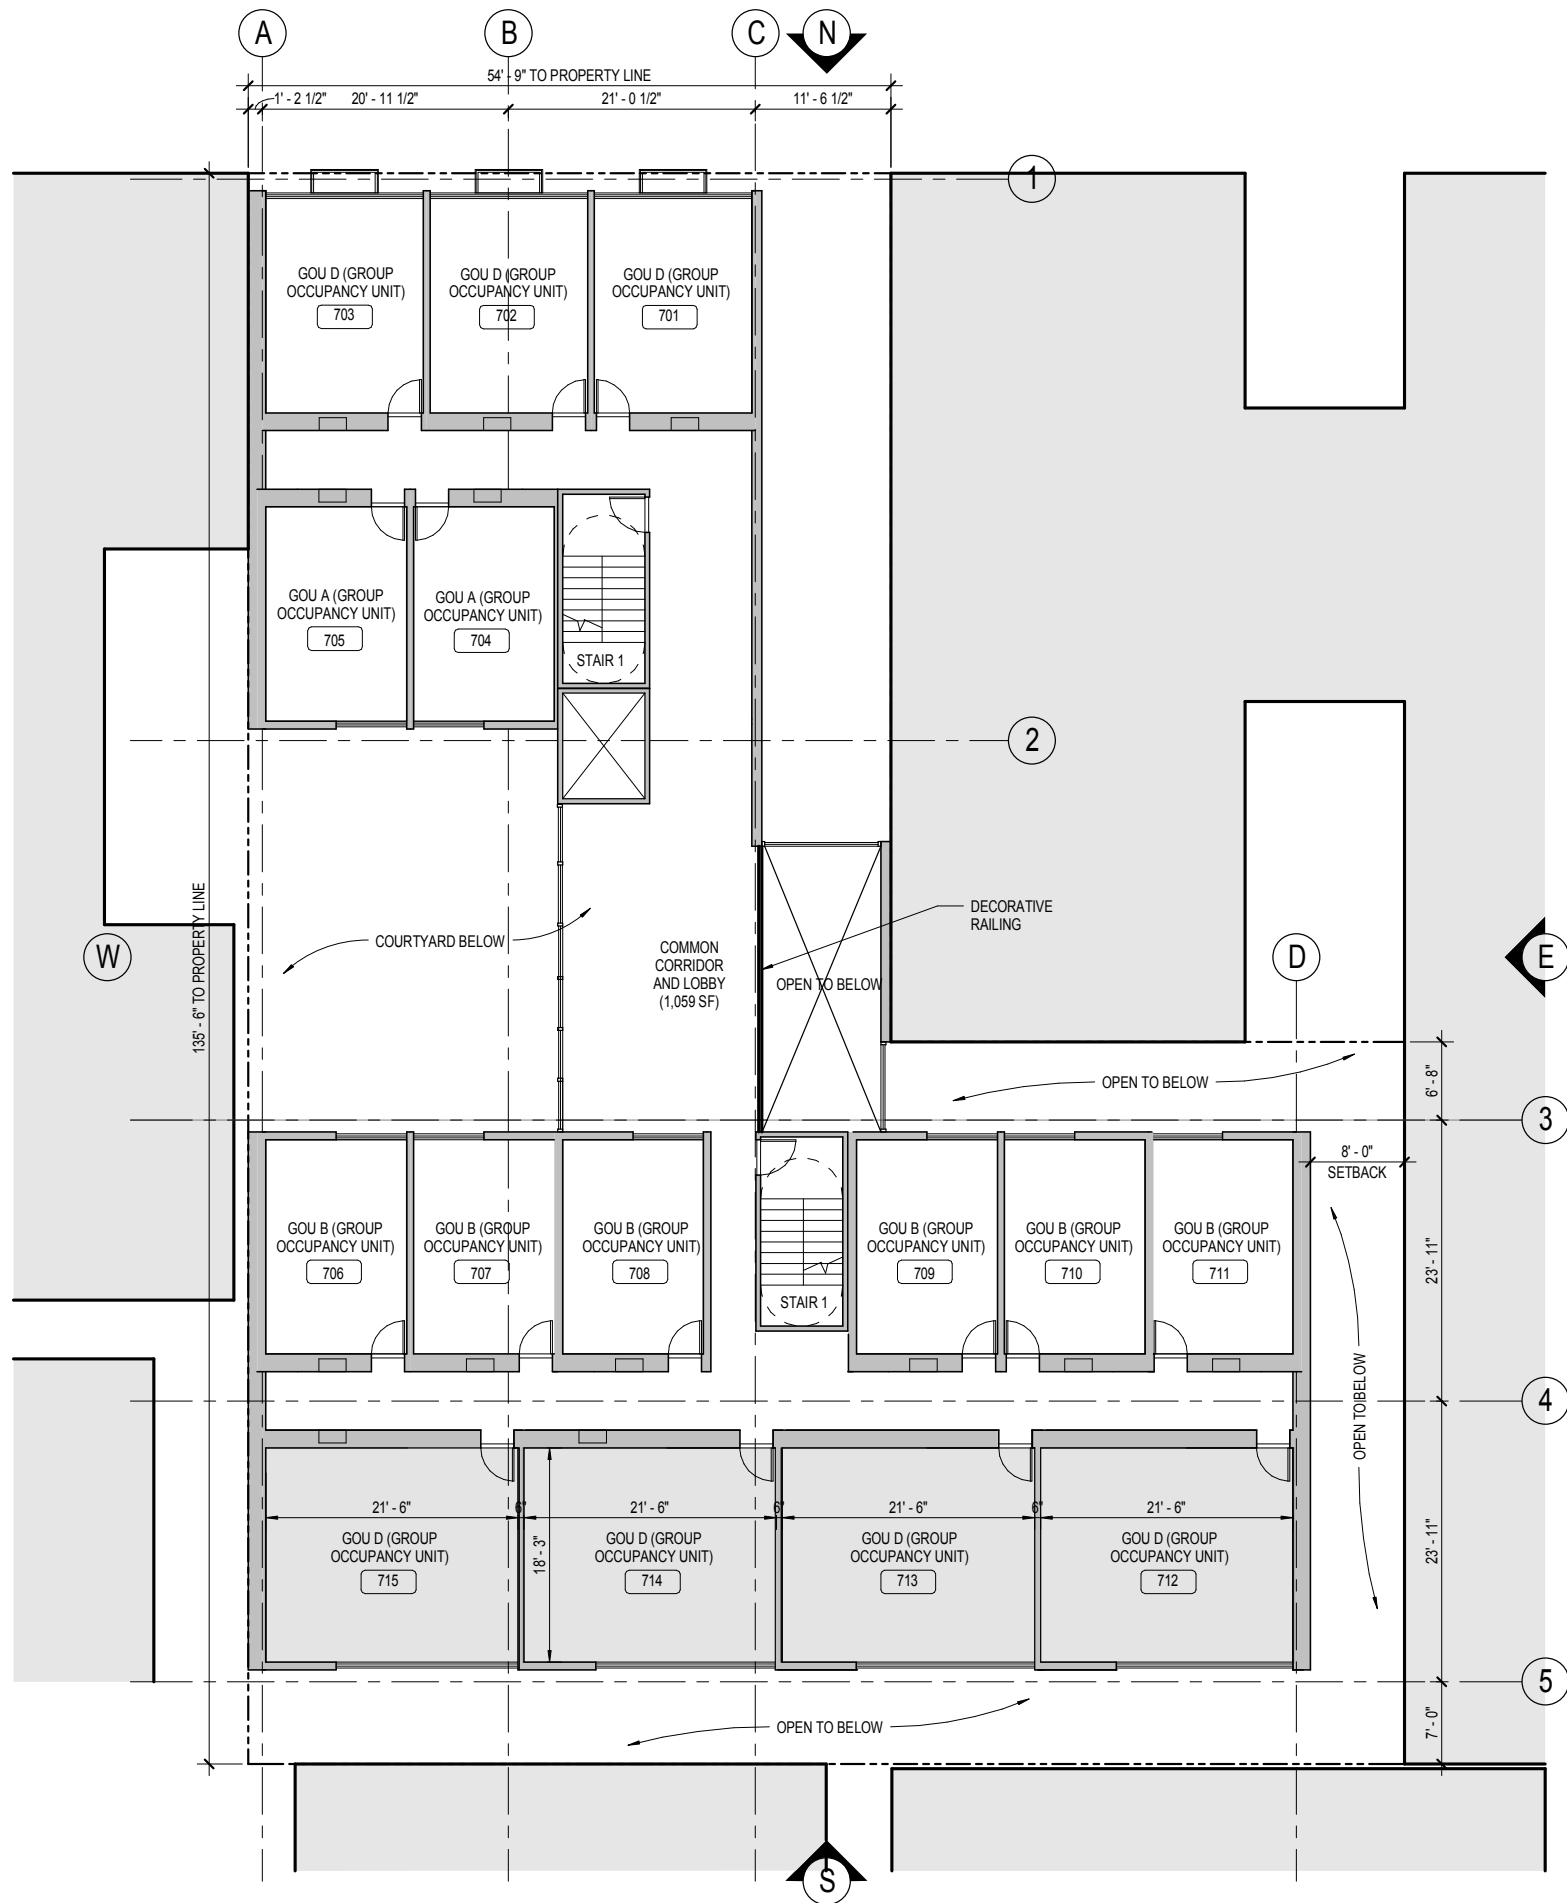 A
B
C
N
54' - 9" TO PROPERTY LINE
1' - 2 1/2"
20' - 11 1/2"
21' - 0 1/2"
11' - 6 1/2"
1
GOU D (GROUP
OCCUPANCY UNIT)
703
GOU D (GROUP
OCCUPANCY UNIT)
702
GOU D (GROUP
OCCUPANCY UNIT)
701
GOU A (GROUP
OCCUPANCY UNIT)
705
GOU A (GROUP
OCCUPANCY UNIT)
704
STAIR 1
2
135' - 6" TO PROPERTY LINE
W
COURTYARD BELOW
COMMON
CORRIDOR
AND LOBBY
(1,059 SF)
DECORATIVE
RAILING
OPEN TO BELOW
D
E
OPEN TO BELOW
6' - 8"
3
8' - 0"
SETBACK
GOU B (GROUP
OCCUPANCY UNIT)
706
GOU B (GROUP
OCCUPANCY UNIT)
707
GOU B (GROUP
OCCUPANCY UNIT)
708
STAIR 1
GOU B (GROUP
OCCUPANCY UNIT)
709
GOU B (GROUP
OCCUPANCY UNIT)
710
GOU B (GROUP
OCCUPANCY UNIT)
711
23' - 11"
OPEN TO BELOW
4
21' - 6"
6"
21' - 6"
6"
21' - 6"
6"
21' - 6"
18' - 3"
GOU D (GROUP
OCCUPANCY UNIT)
715
GOU D (GROUP
OCCUPANCY UNIT)
714
GOU D (GROUP
OCCUPANCY UNIT)
713
GOU D (GROUP
OCCUPANCY UNIT)
712
23' - 11"
5
OPEN TO BELOW
7' - 0"
S